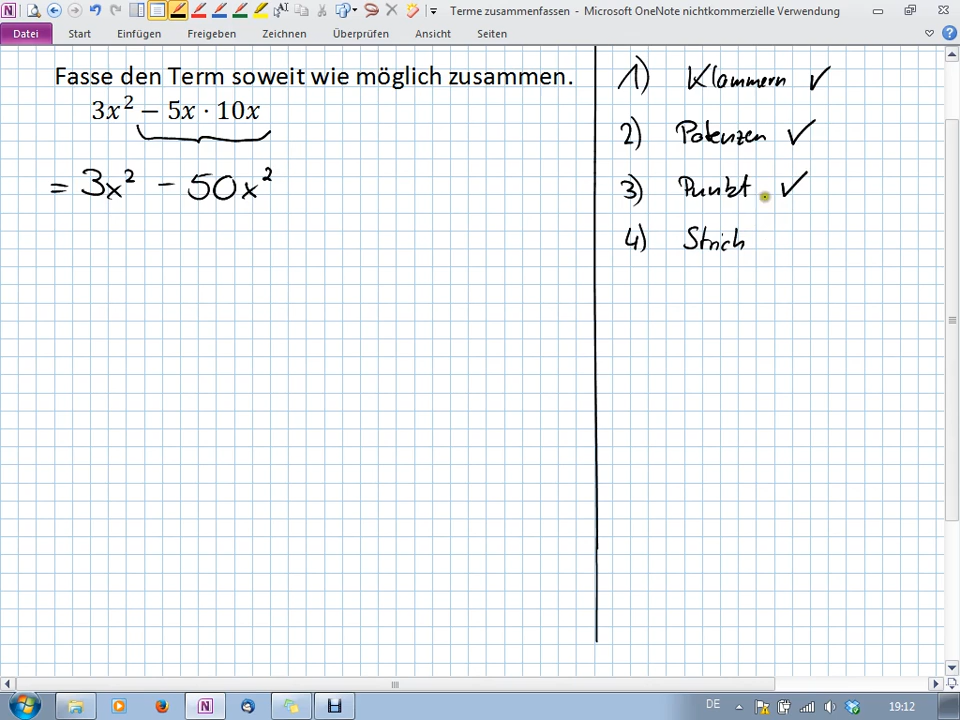 Terme zusammenfassen - Microsoft OneNote nichtkommerzielle Verwendung
Datei Start Einfügen Freigeben Zeichnen Überprüfen Ansicht Seiten
Fasse den Term soweit wie möglich zusammen.
3x² − 5x · 10x
= 3x² − 50x²
1) Klammern ✓
2) Potenzen ✓
3) Punkt ✓
4) Strich
DE 19:12